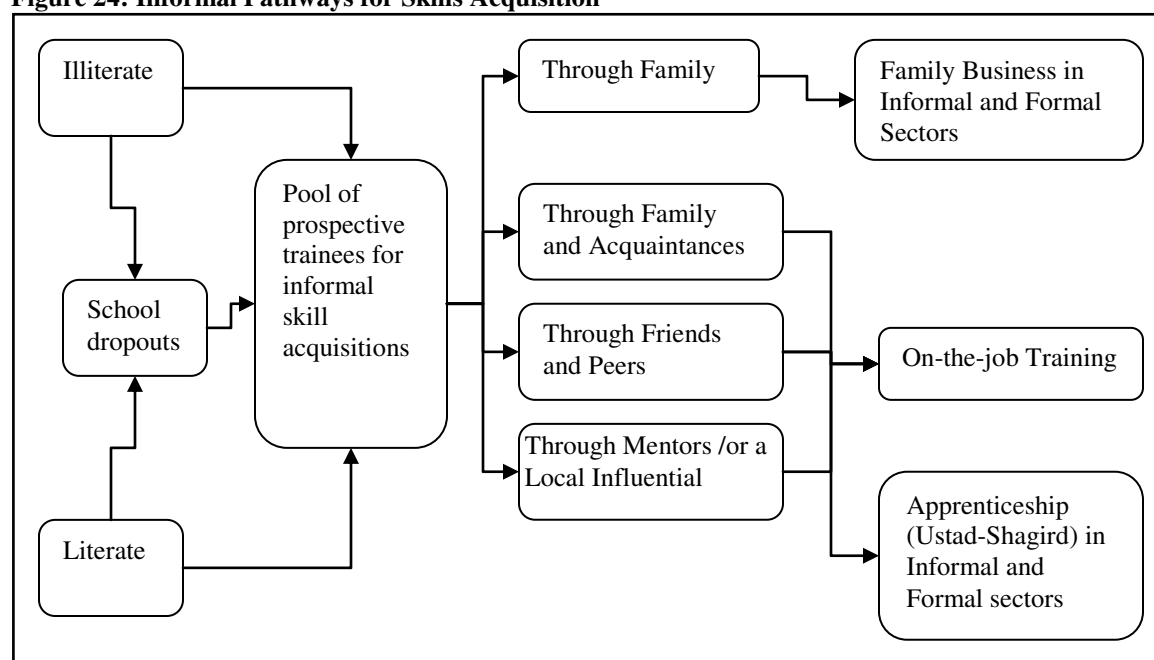 Figure 24: Informal Pathways for Skills Acquisition
Illiterate
School
dropouts
Literate
Pool of
prospective
trainees for
informal
skill
acquisitions
Through Family
Through Family
and Acquaintances
Through Friends
and Peers
Through Mentors /or a
Local Influential
Family Business in
Informal and Formal
Sectors
On-the-job Training
Apprenticeship
(Ustad-Shagird) in
Informal and
Formal sectors